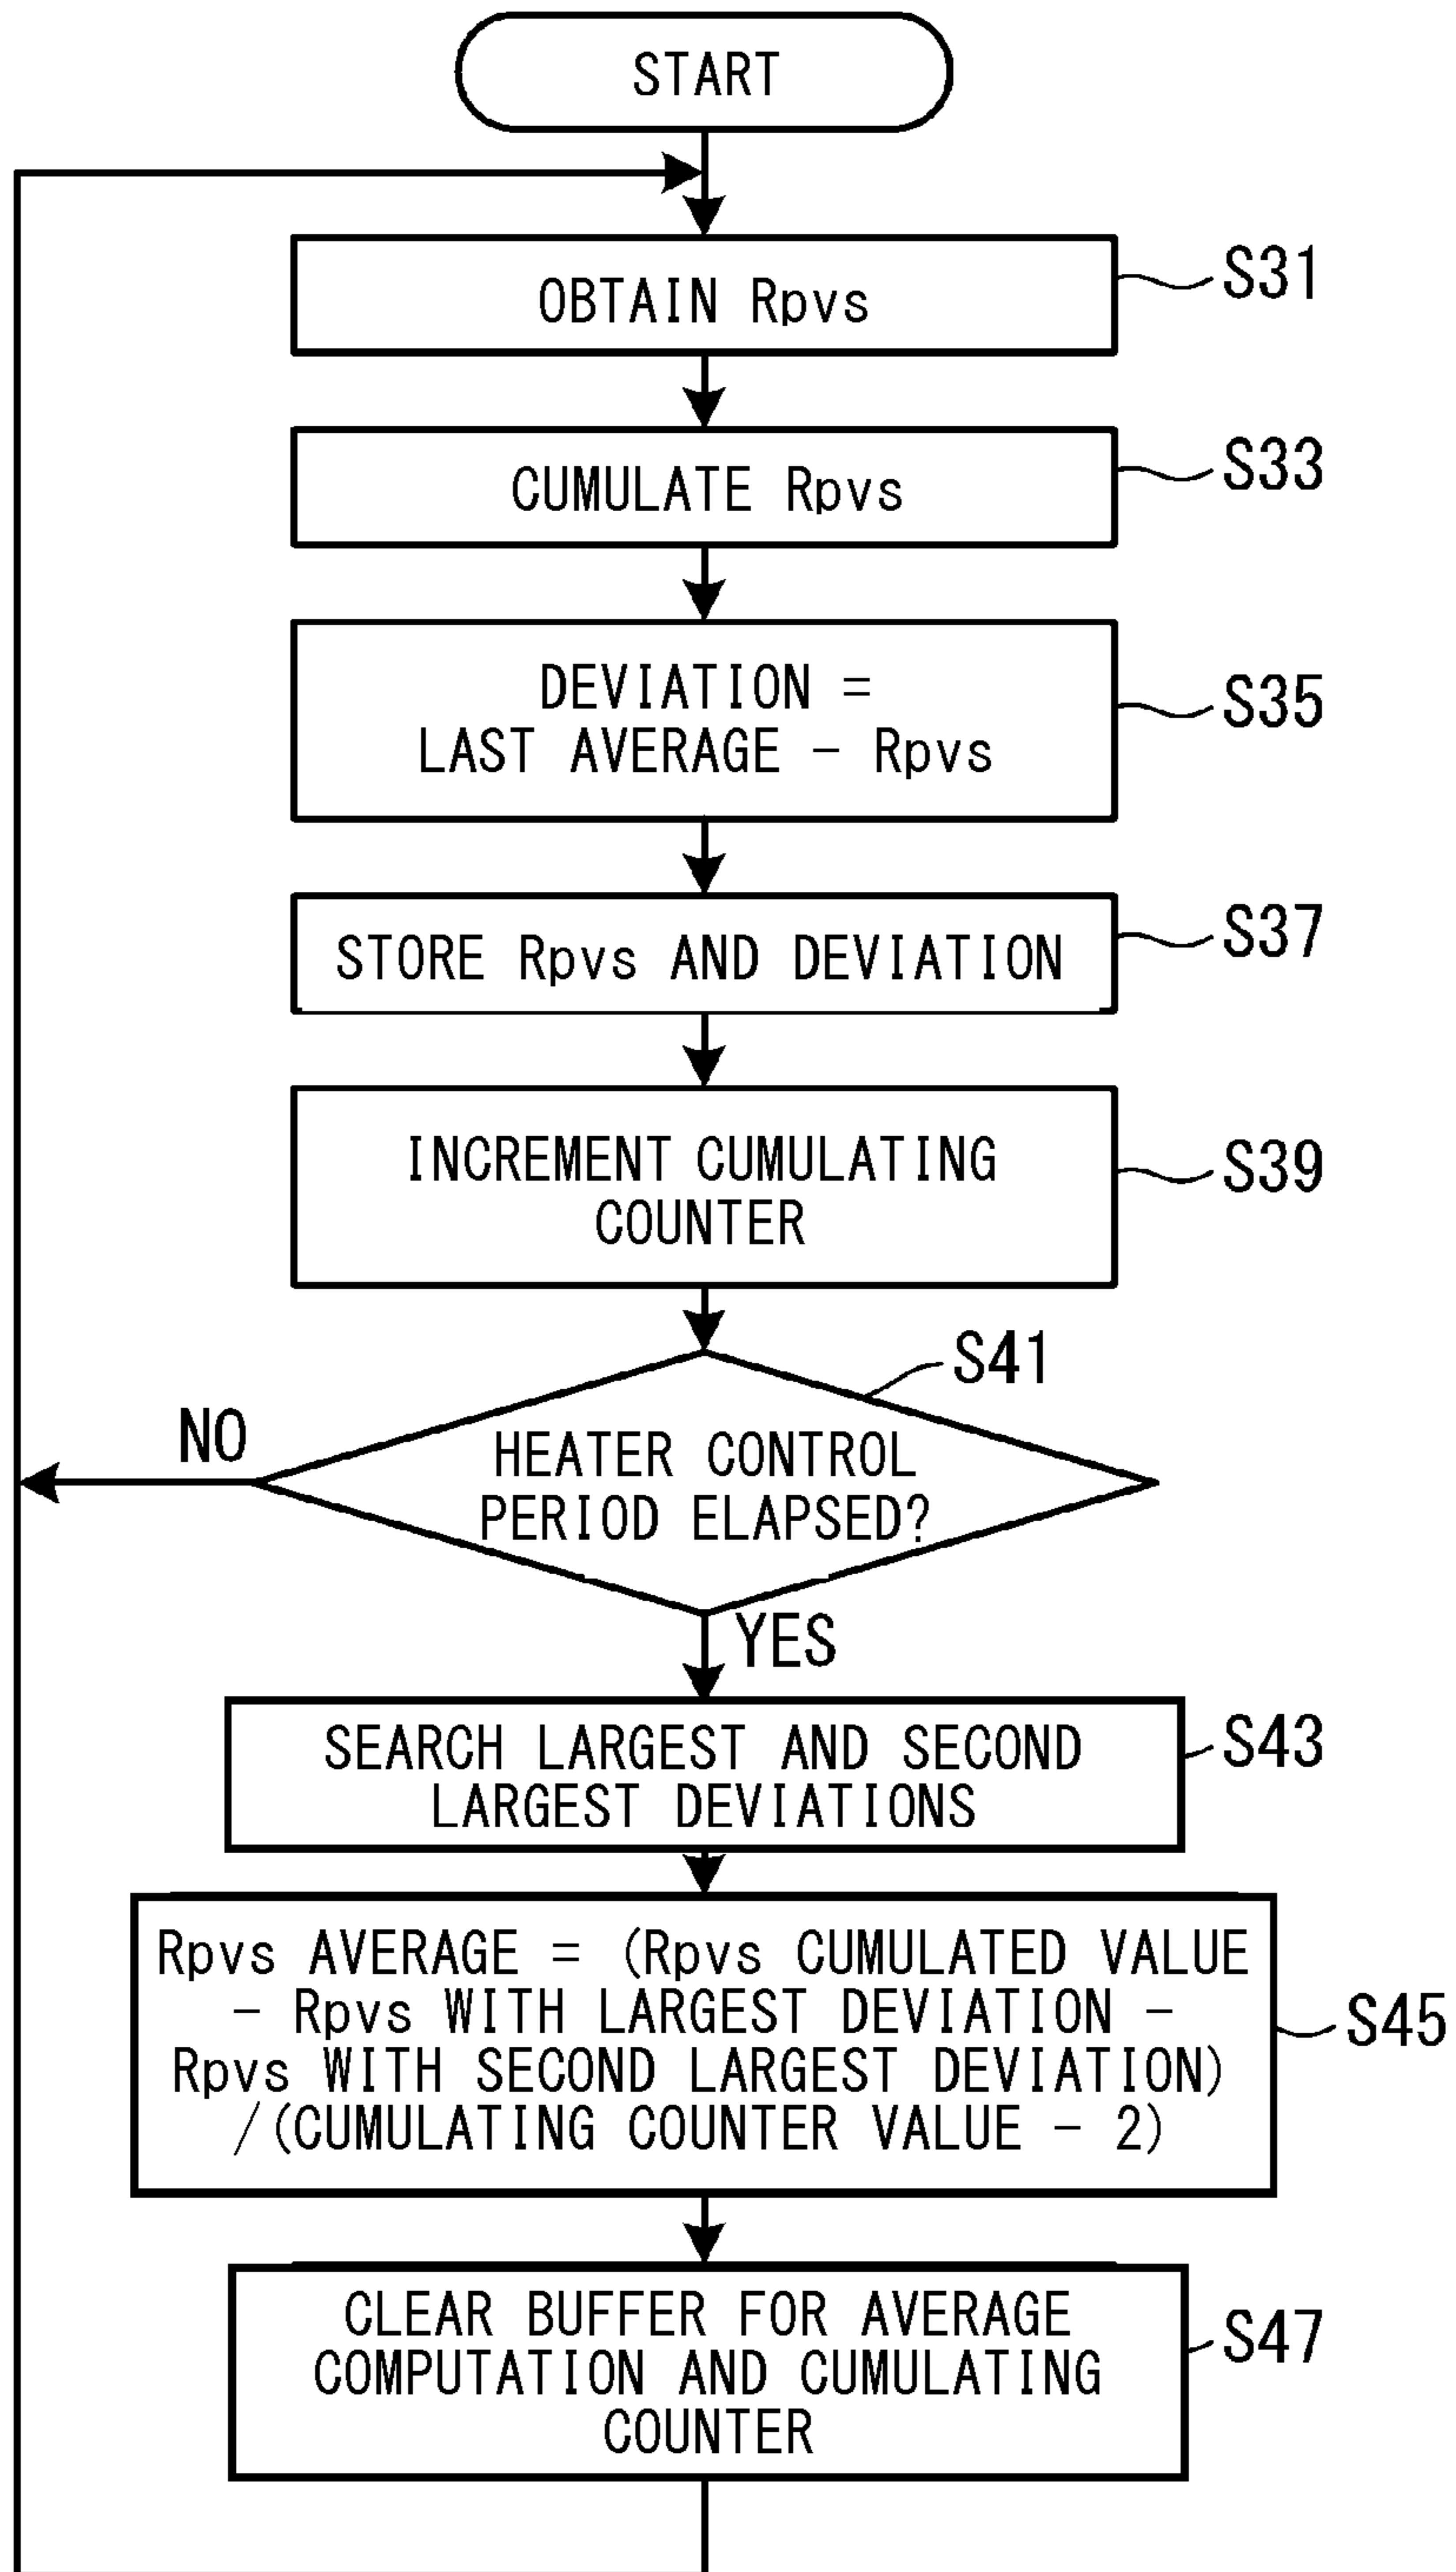 START
OBTAIN Rpvs
S31
CUMULATE Rpvs
S33
DEVIATION =
LAST AVERAGE - Rpvs
S35
STORE Rpvs AND DEVIATION
S37
INCREMENT CUMULATING
COUNTER
S39
S41
HEATER CONTROL
PERIOD ELAPSED?
NO
YES
SEARCH LARGEST AND SECOND
LARGEST DEVIATIONS
S43
Rpvs AVERAGE = (Rpvs CUMULATED VALUE
- Rpvs WITH LARGEST DEVIATION -
Rpvs WITH SECOND LARGEST DEVIATION)
/(CUMULATING COUNTER VALUE - 2)
S45
CLEAR BUFFER FOR AVERAGE
COMPUTATION AND CUMULATING
COUNTER
S47